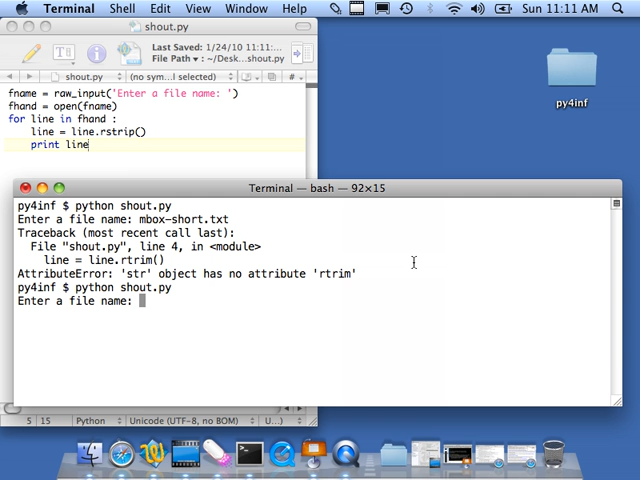 Terminal Shell Edit View Window Help Sun 11:11 AM
shout.py
Last Saved: 1/24/10 11:11:...
File Path ▾ : ~/Desk...shout.py
shout.py (no sym...l selected) #
fname = raw_input('Enter a file name: ')
fhand = open(fname)
for line in fhand :
line = line.rstrip()
print line
py4inf
Terminal — bash — 92×15
py4inf $ python shout.py
Enter a file name: mbox-short.txt
Traceback (most recent call last):
File "shout.py", line 4, in <module>
line = line.rtrim()
AttributeError: 'str' object has no attribute 'rtrim'
py4inf $ python shout.py
Enter a file name:
5 15 Python Unicode (UTF-8, no BOM) U...)